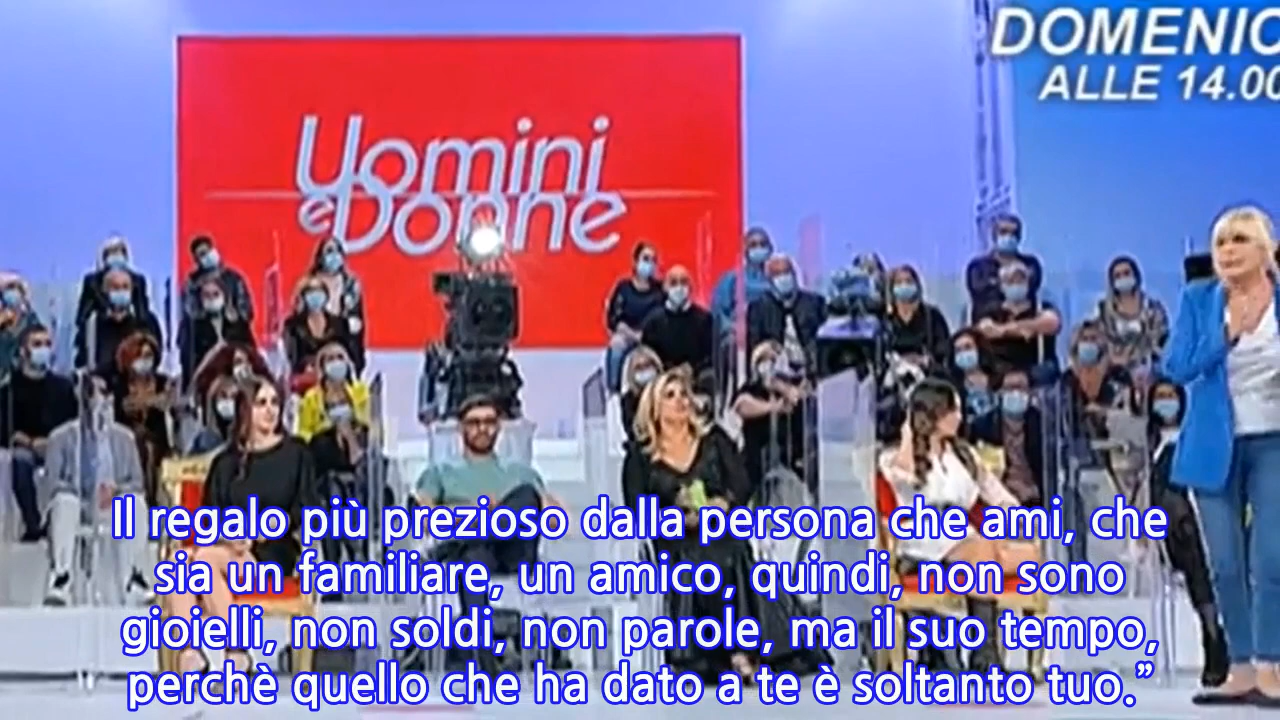 DOMENIC
ALLE 14.00
Uomini
e Donne
Il regalo più prezioso dalla persona che ami, che
sia un familiare, un amico, quindi, non sono
gioielli, non soldi, non parole, ma il suo tempo,
perchè quello che ha dato a te è soltanto tuo.”